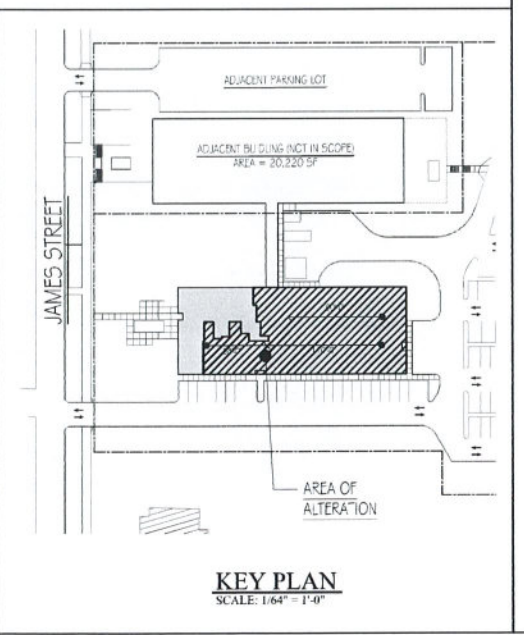 ADJACENT PARKING LOT
ADJACENT BUILDING (NOT IN SCOPE)
AREA = 20,220 SF
JAMES STREET
AREA OF
ALTERATION
KEY PLAN
SCALE: 1/64" = 1'-0"